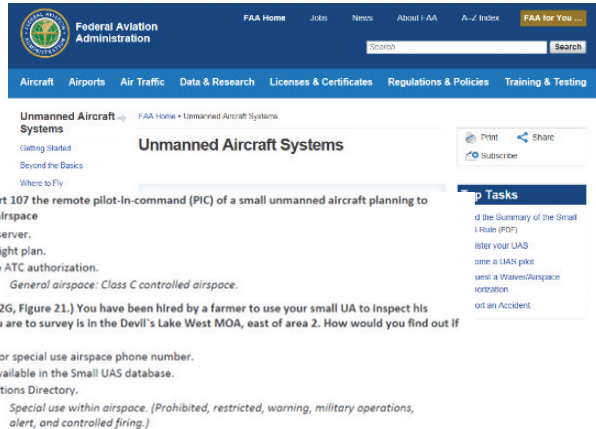 Federal Aviation
Administration
FAA Home Jobs News About FAA A-Z Index FAA for You ...
Search Search
Aircraft Airports Air Traffic Data & Research Licenses & Certificates Regulations & Policies Training & Testing
Unmanned Aircraft
Systems
Getting Started
Beyond the Basics
Where to Fly
FAA Home Unmanned Aircraft Systems
Unmanned Aircraft Systems
Print Share
Subscribe
Top Tasks
d the Summary of the Small
Rule (PDF)
ister your UAS
ome a UAS pilot
uest a Waiver/Airspace
orization
ort an Accident
rt 107 the remote pilot-in-command (PIC) of a small unmanned aircraft planning to
irspace
server.
ight plan.
ATC authorization.
General airspace: Class C controlled airspace.
2G, Figure 21.) You have been hired by a farmer to use your small UA to inspect his
u are to survey is in the Devil`s Lake West MOA, east of area 2. How would you find out if
or special use airspace phone number.
vailable in the Small UAS database.
tions Directory.
Special use within airspace. (Prohibited, restricted, warning, military operations,
alert, and controlled firing.)